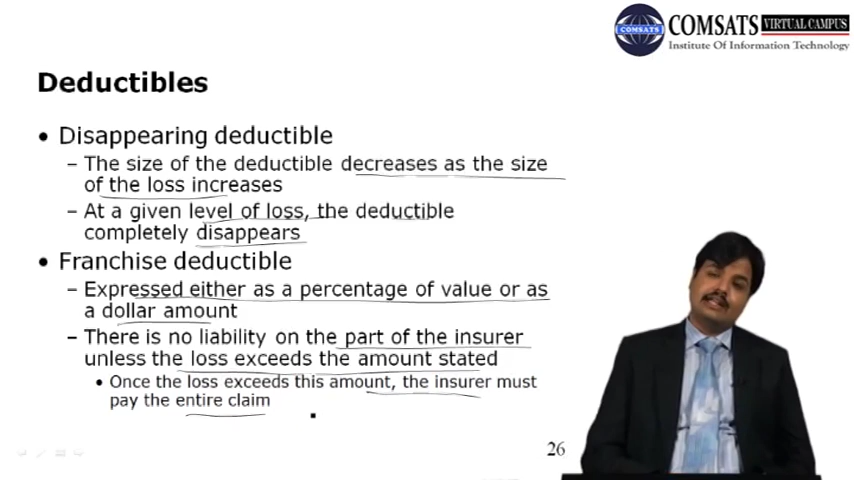 COMSATS
COMSATS VIRTUAL CAMPUS
Institute Of Information Technology
Deductibles
• Disappearing deductible
– The size of the deductible decreases as the size
of the loss increases
– At a given level of loss, the deductible
completely disappears
• Franchise deductible
– Expressed either as a percentage of value or as
a dollar amount
– There is no liability on the part of the insurer
unless the loss exceeds the amount stated
• Once the loss exceeds this amount, the insurer must
pay the entire claim
26